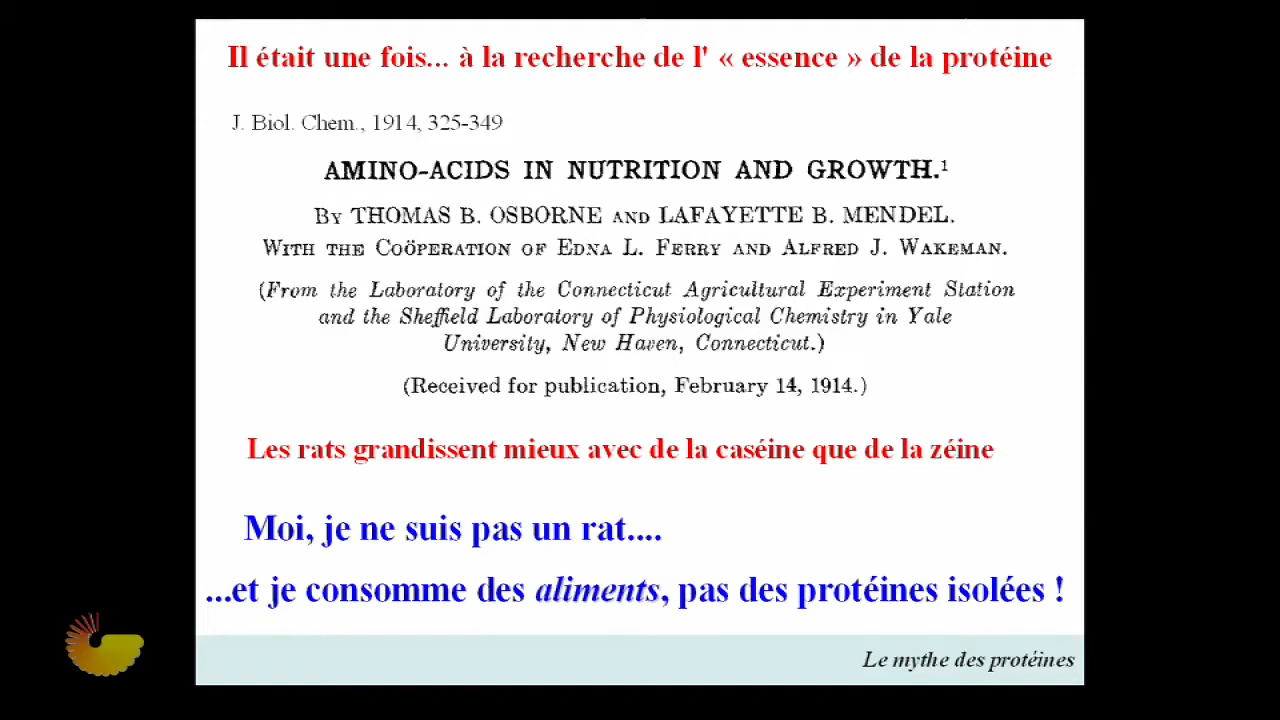 Il était une fois... à la recherche de l' « essence » de la protéine
J. Biol. Chem., 1914, 325-349
AMINO-ACIDS IN NUTRITION AND GROWTH.¹
By THOMAS B. OSBORNE AND LAFAYETTE B. MENDEL.
With the Coöperation of Edna L. Ferry and Alfred J. Wakeman.
(From the Laboratory of the Connecticut Agricultural Experiment Station
and the Sheffield Laboratory of Physiological Chemistry in Yale
University, New Haven, Connecticut.)
(Received for publication, February 14, 1914.)
Les rats grandissent mieux avec de la caséine que de la zéine
Moi, je ne suis pas un rat....
...et je consomme des aliments, pas des protéines isolées !
Le mythe des protéines